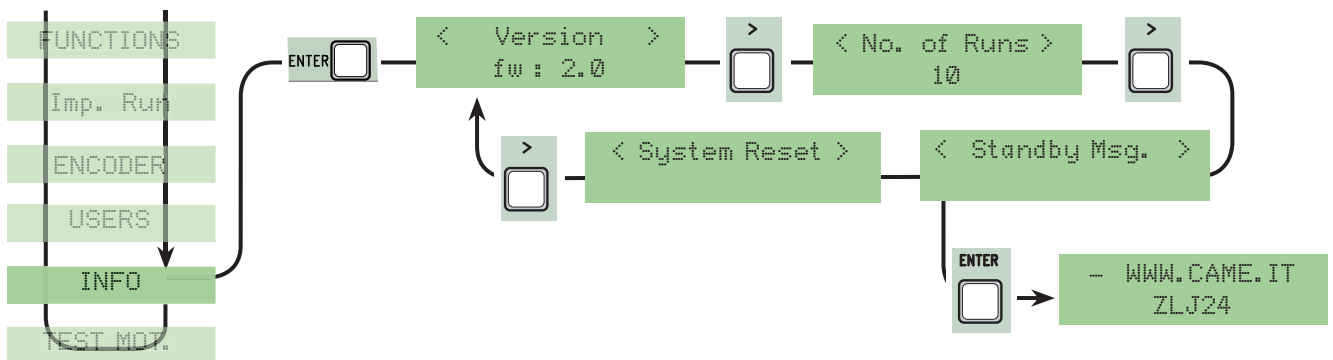 FUNCTIONS
Imp. Run
ENCODER
USERS
INFO
TEST MOT.
ENTER
< Version >
fw : 2.0
>
< No. of Runs >
10
>
< Standby Msg. >
< System Reset >
>
ENTER
- WWW.CAME.IT
ZLJ24